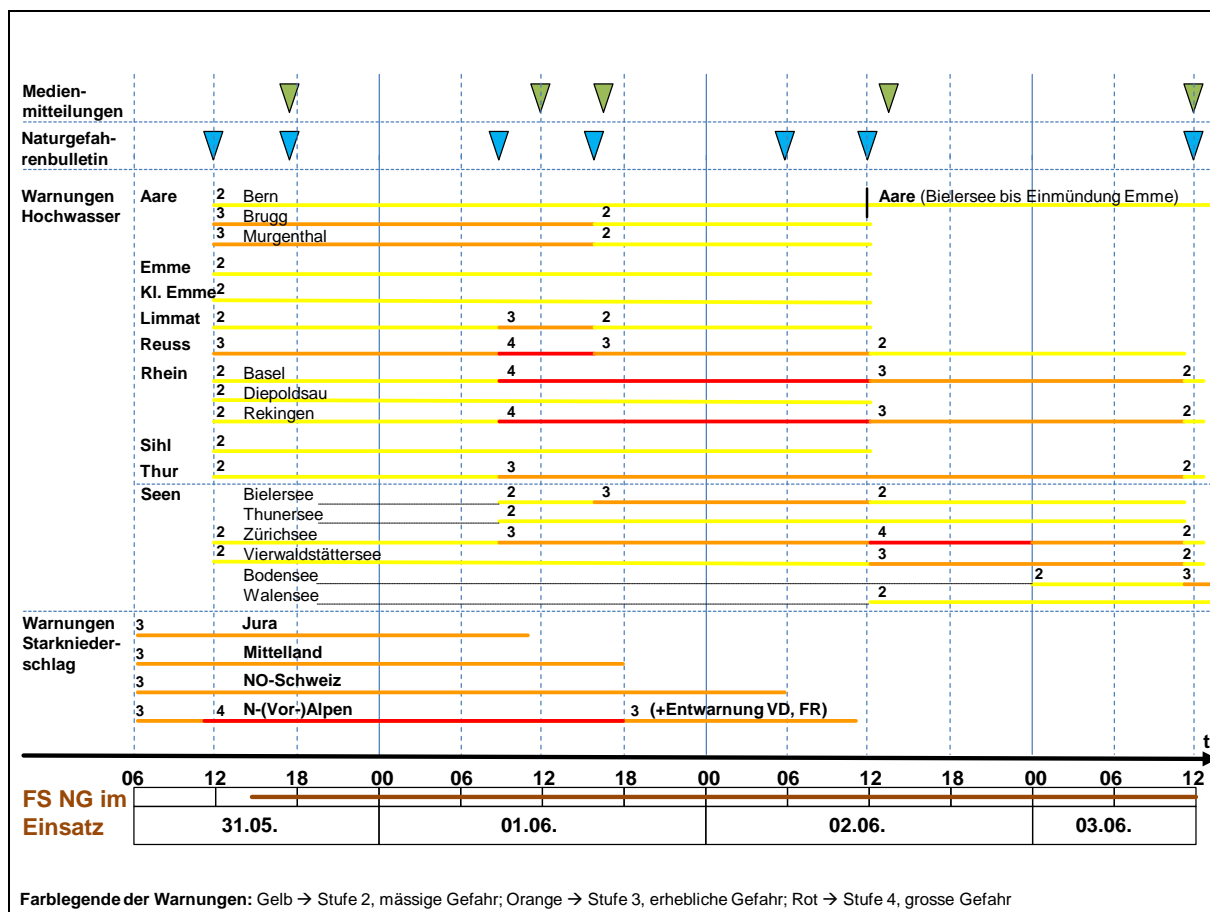 Medien-
mitteilungen
Naturgefah-
renbulletin
Warnungen
Hochwasser
Aare 2 Bern Aare (Bielersee bis Einmündung Emme)
3 Brugg 2
3 Murgenthal 2
Emme 2
Kl. Emme 2
Limmat 2 3 2
Reuss 3 4 3 2
Rhein 2 Basel 4 3 2
2 Diepoldsau
2 Rekingen 4 3 2
Sihl 2
Thur 2 3 2
Seen Bielersee 2 3 2
Thunersee 2
2 Zürichsee 3 4 2
2 Vierwaldstättersee 3 2
Bodensee 2 3
Walensee 2
Warnungen
Starknieder-
schlag
3 Jura
3 Mittelland
3 NO-Schweiz
3 4 N-(Vor-)Alpen 3 (+Entwarnung VD, FR)
t
06 12 18 00 06 12 18 00 06 12 18 00 06 12
FS NG im
Einsatz
31.05. 01.06. 02.06. 03.06.
Farblegende der Warnungen: Gelb → Stufe 2, mässige Gefahr; Orange → Stufe 3, erhebliche Gefahr; Rot → Stufe 4, grosse Gefahr